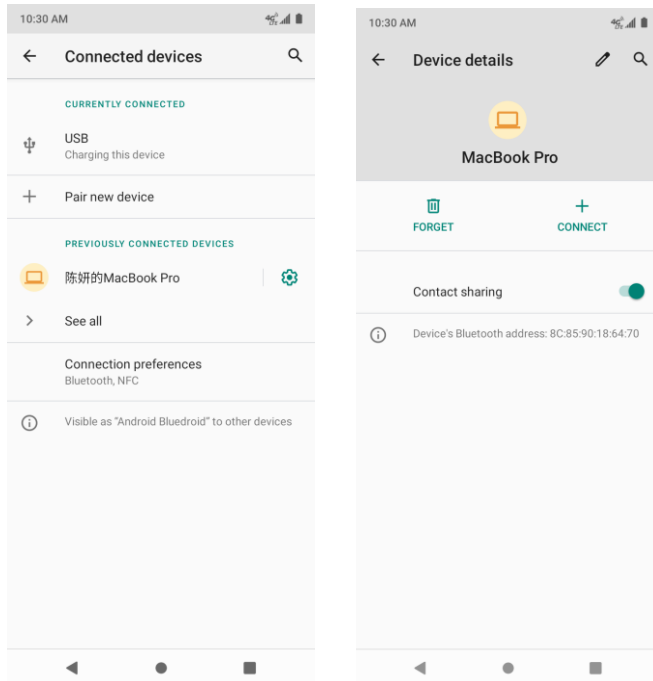 10:30 AM
Connected devices
CURRENTLY CONNECTED
USB
Charging this device
Pair new device
PREVIOUSLY CONNECTED DEVICES
陈妍的MacBook Pro
See all
Connection preferences
Bluetooth, NFC
Visible as “Android Bluedroid” to other devices
10:30 AM
Device details
MacBook Pro
FORGET
CONNECT
Contact sharing
Device's Bluetooth address: 8C:85:90:18:64:70